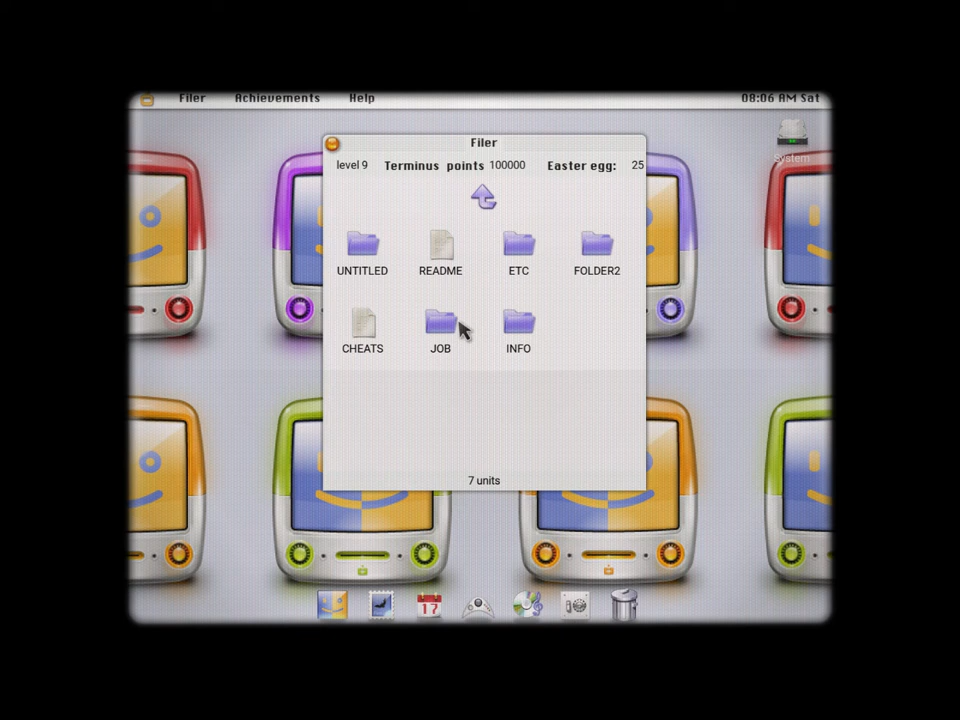 Filer Achievements Help 08:06 AM Sat
System
Filer
level 9 Terminus points 100000 Easter egg: 25
UNTITLED README ETC FOLDER2
CHEATS JOB INFO
7 units
17